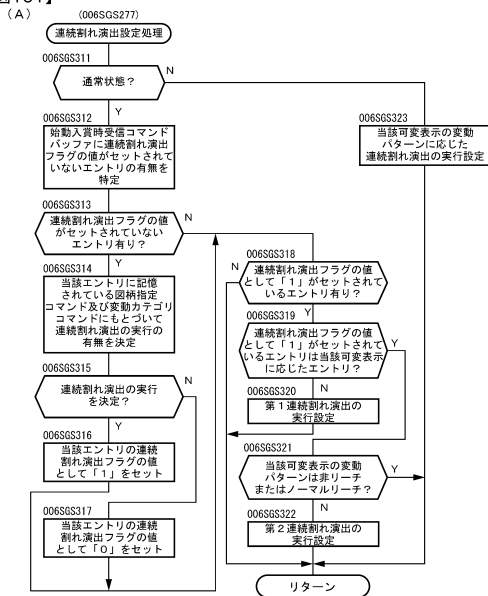 （A）
(006SGS277)
連続割れ演出設定処理
006SGS311
通常状態？
N
Y
006SGS312
始動入賞時受信コマンド
バッファに連続割れ演出
フラグの値がセットされて
いないエントリの有無を
特定
006SGS313
連続割れ演出フラグの値
がセットされていない
エントリ有り？
N
Y
006SGS314
当該エントリに記憶
されている図柄指定
コマンド及び変動カテゴリ
コマンドにもとづいて
連続割れ演出の実行の
有無を決定
006SGS315
連続割れ演出の実行
を決定？
N
Y
006SGS316
当該エントリの連続
割れ演出フラグの値
として「１」をセット
006SGS317
当該エントリの連続
割れ演出フラグの値
として「０」をセット
006SGS318
連続割れ演出フラグの値
として「１」がセットされて
いるエントリ有り？
N
Y
006SGS319
連続割れ演出フラグの値
として「１」がセットされて
いるエントリは当該可変表示
に応じたエントリ？
Y
N
006SGS320
第１連続割れ演出の
実行設定
006SGS321
当該可変表示の変動
パターンは非リーチ
またはノーマルリーチ？
Y
N
006SGS322
第２連続割れ演出の
実行設定
006SGS323
当該可変表示の変動
パターンに応じた
連続割れ演出の実行設定
リターン